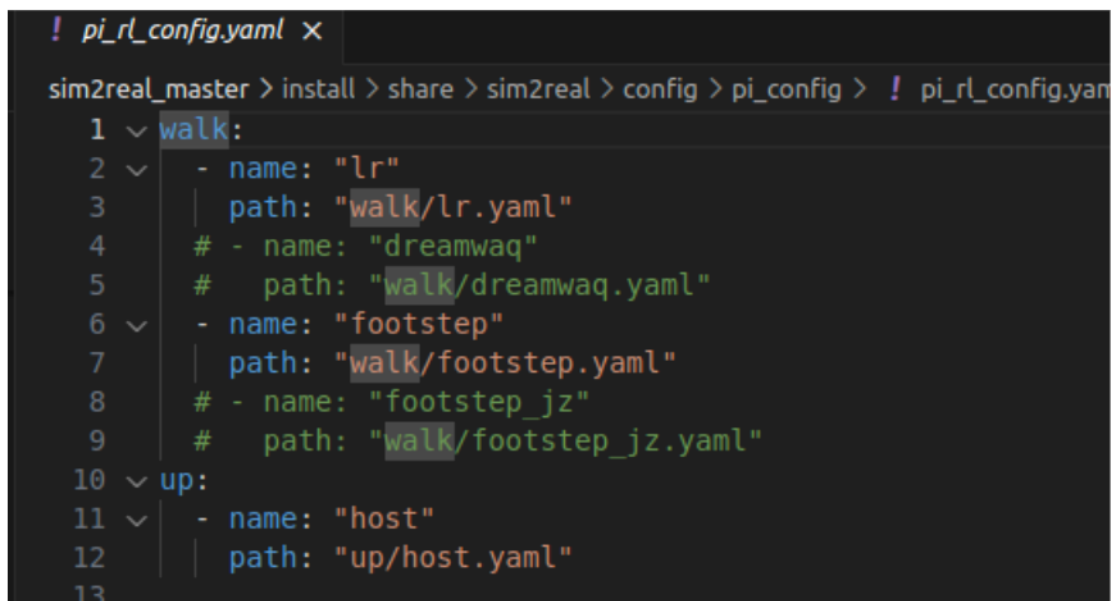 ! pi_rl_config.yaml ×
sim2real_master > install > share > sim2real > config > pi_config > ! pi_rl_config.yam
1 walk:
2   - name: "lr"
3     path: "walk/lr.yaml"
4   # - name: "dreamwaq"
5   #   path: "walk/dreamwaq.yaml"
6   - name: "footstep"
7     path: "walk/footstep.yaml"
8   # - name: "footstep_jz"
9   #   path: "walk/footstep_jz.yaml"
10 up:
11   - name: "host"
12     path: "up/host.yaml"
13